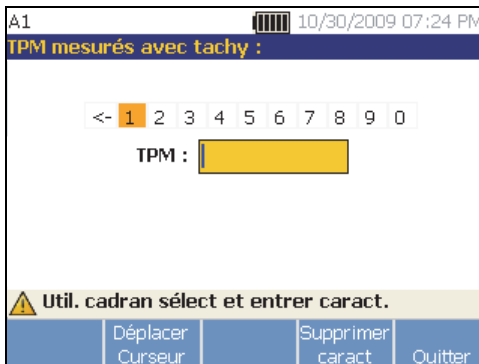 A1 10/30/2009 07:24 PM
TPM mesurés avec tachy :
<- 1 2 3 4 5 6 7 8 9 0
TPM :
Util. cadran sélect et entrer caract.
Déplacer Supprimer
Curseur caract Quitter